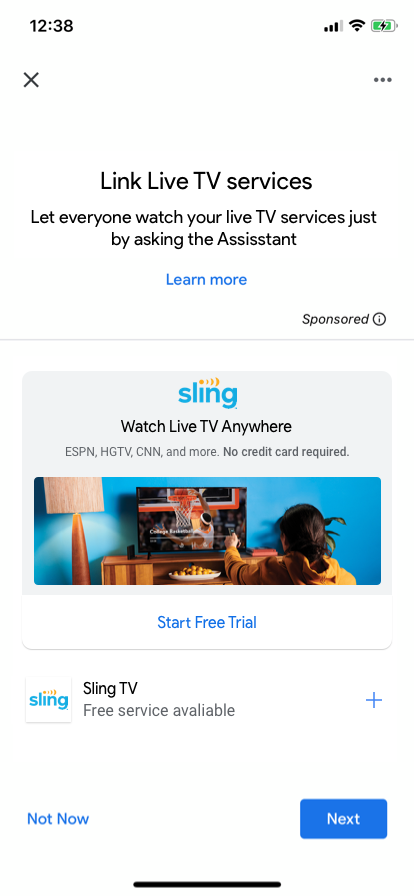 12:38
Link Live TV services
Let everyone watch your live TV services just
by asking the Assisstant
Learn more
Sponsored
sling
Watch Live TV Anywhere
ESPN, HGTV, CNN, and more. No credit card required.
College Basketball
Start Free Trial
sling
Sling TV
Free service avaliable
Not Now
Next